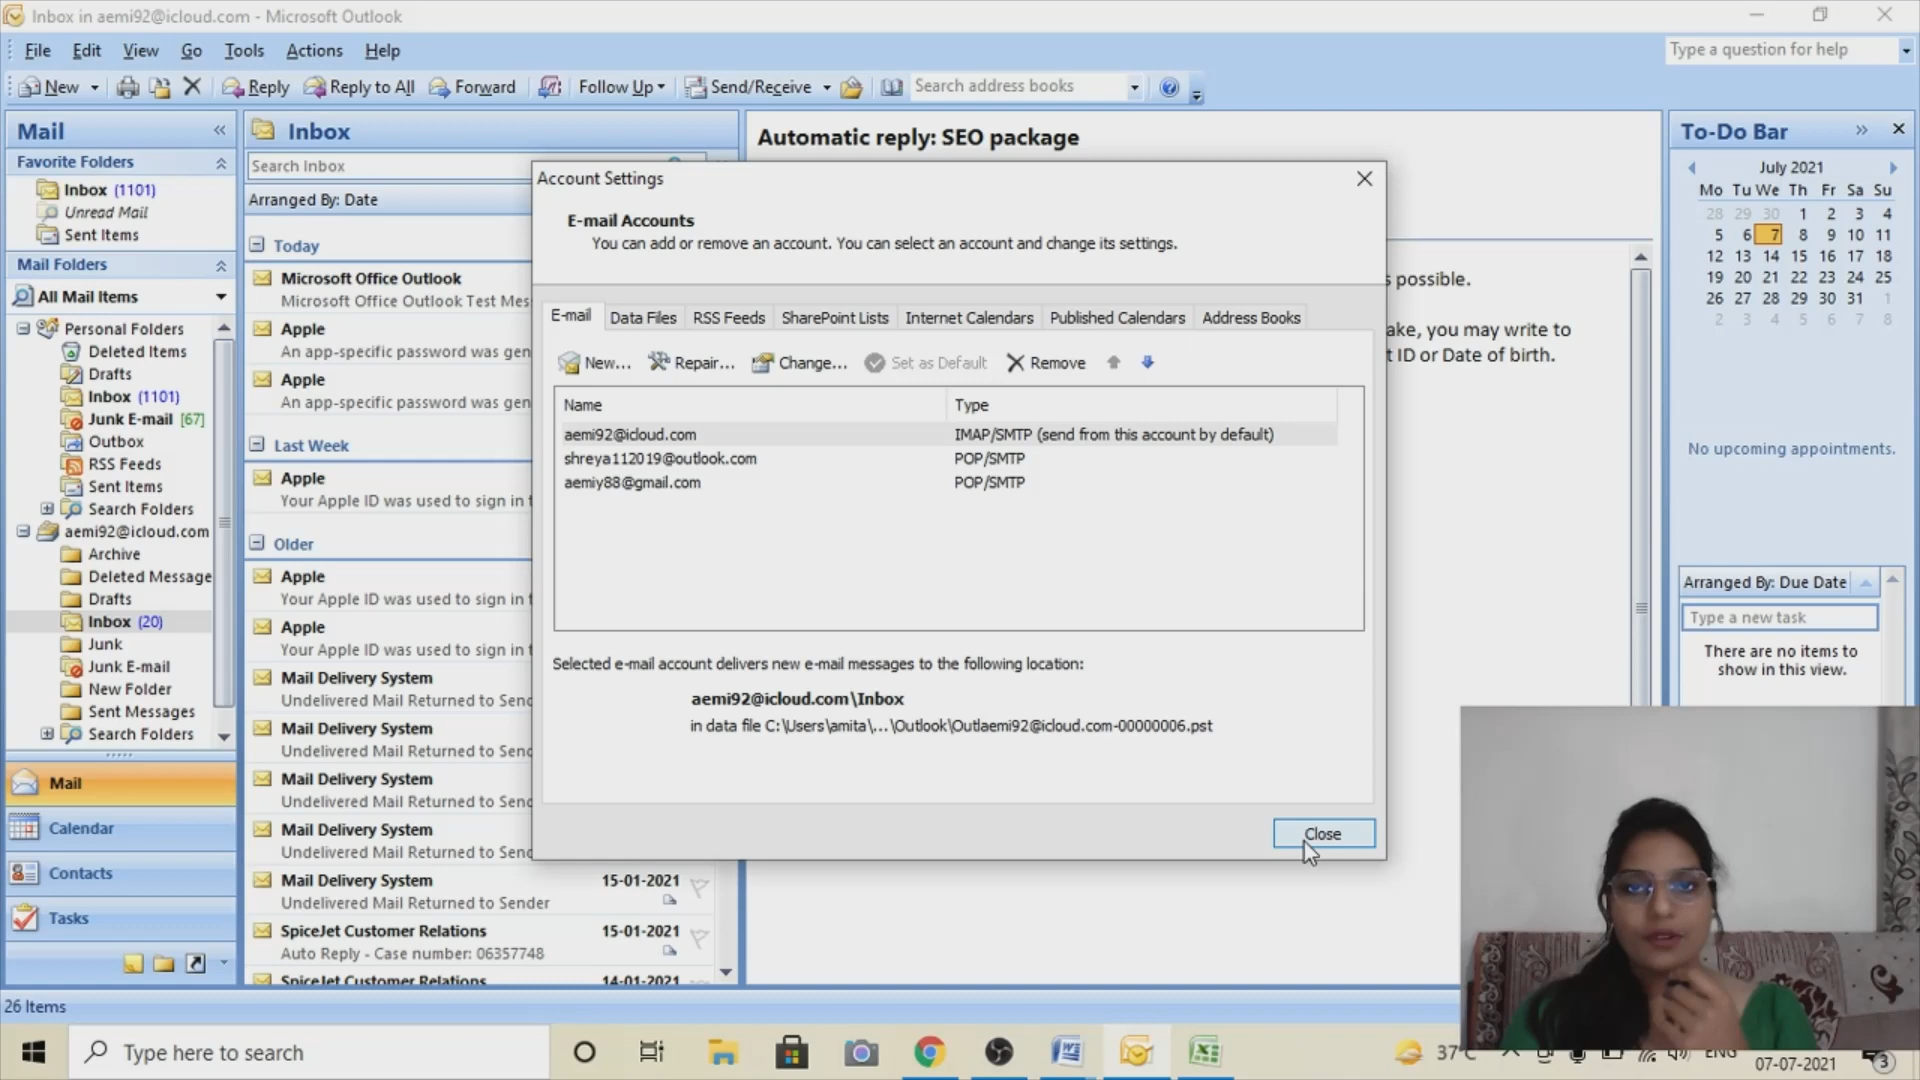 Inbox in aemi92@icloud.com - Microsoft Outlook
File Edit View Go Tools Actions Help
Type a question for help
New Reply Reply to All Forward Follow Up Send/Receive Search address books
Mail
Favorite Folders
Inbox (1101)
Unread Mail
Sent Items
Mail Folders
All Mail Items
Personal Folders
Deleted Items
Drafts
Inbox (1101)
Junk E-mail [67]
Outbox
RSS Feeds
Sent Items
Search Folders
aemi92@icloud.com
Archive
Deleted Message
Drafts
Inbox (20)
Junk
Junk E-mail
New Folder
Sent Messages
Search Folders
Mail
Calendar
Contacts
Tasks
26 Items
Inbox
Search Inbox
Arranged By: Date
Today
Microsoft Office Outlook
Microsoft Office Outlook Test Mes
Apple
An app-specific password was gen
Apple
An app-specific password was gen
Last Week
Apple
Your Apple ID was used to sign in t
Older
Apple
Your Apple ID was used to sign in t
Apple
Your Apple ID was used to sign in t
Mail Delivery System
Undelivered Mail Returned to Send
Mail Delivery System
Undelivered Mail Returned to Send
Mail Delivery System
Undelivered Mail Returned to Send
Mail Delivery System
Undelivered Mail Returned to Send
Mail Delivery System 15-01-2021
Undelivered Mail Returned to Sender
SpiceJet Customer Relations 15-01-2021
Auto Reply - Case number: 06357748
SpiceJet Customer Relations 14-01-2021
Automatic reply: SEO package
s possible.
ake, you may write to
t ID or Date of birth.
Account Settings
E-mail Accounts
You can add or remove an account. You can select an account and change its settings.
E-mail Data Files RSS Feeds SharePoint Lists Internet Calendars Published Calendars Address Books
New... Repair... Change... Set as Default Remove
Name Type
aemi92@icloud.com IMAP/SMTP (send from this account by default)
shreya112019@outlook.com POP/SMTP
aemiy88@gmail.com POP/SMTP
Selected e-mail account delivers new e-mail messages to the following location:
aemi92@icloud.com\Inbox
in data file C:\Users\amita\...\Outlook\Outlaemi92@icloud.com-00000006.pst
Close
To-Do Bar
July 2021
Mo Tu We Th Fr Sa Su
28 29 30 1 2 3 4
5 6 7 8 9 10 11
12 13 14 15 16 17 18
19 20 21 22 23 24 25
26 27 28 29 30 31 1
2 3 4 5 6 7 8
No upcoming appointments.
Arranged By: Due Date
Type a new task
There are no items to
show in this view.
Type here to search
37°C
ENG
07-07-2021
3